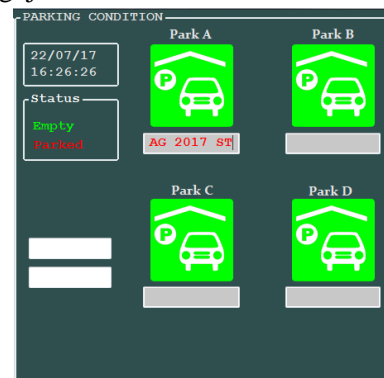 PARKING CONDITION
Park A
Park B
22/07/17
16:26:26
Status
Empty
Parked
P
P
AG 2017 ST
Park C
Park D
P
P